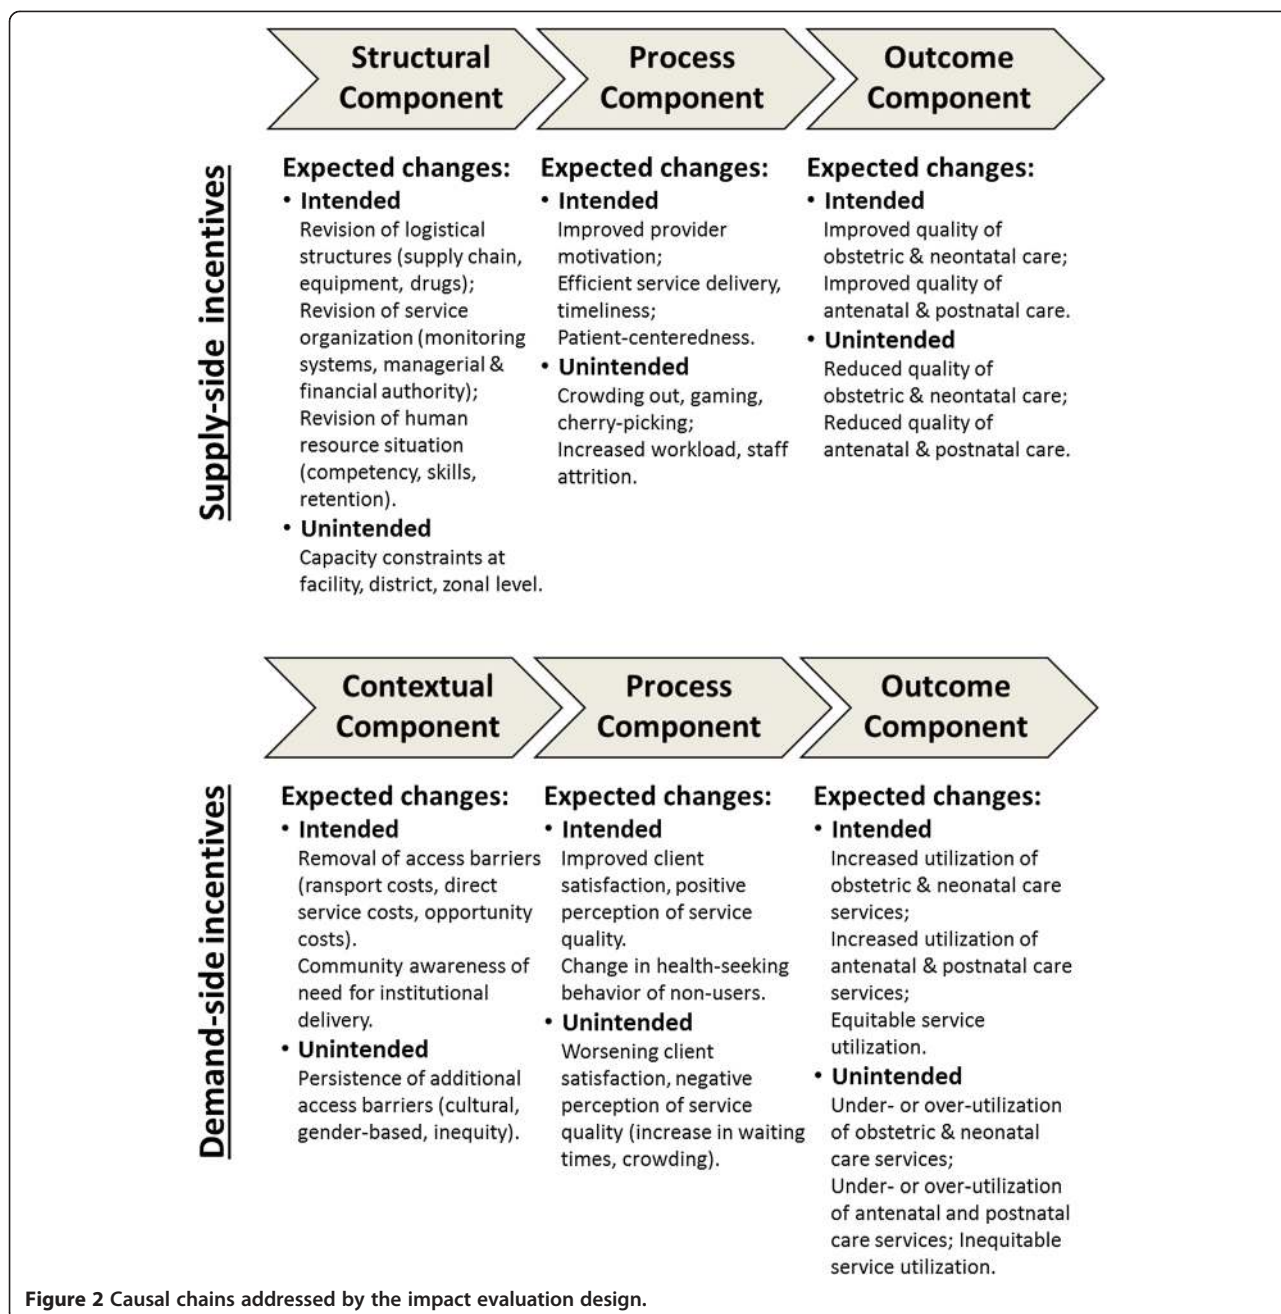 Structural
Component
Process
Component
Outcome
Component
Supply-side incentives
Expected changes:
• Intended
Revision of logistical
structures (supply chain,
equipment, drugs);
Revision of service
organization (monitoring
systems, managerial &
financial authority);
Revision of human
resource situation
(competency, skills,
retention).
• Unintended
Capacity constraints at
facility, district, zonal level.
Expected changes:
• Intended
Improved provider
motivation;
Efficient service delivery,
timeliness;
Patient-centeredness.
• Unintended
Crowding out, gaming,
cherry-picking;
Increased workload, staff
attrition.
Expected changes:
• Intended
Improved quality of
obstetric & neontatal care;
Improved quality of
antenatal & postnatal care.
• Unintended
Reduced quality of
obstetric & neontatal care;
Reduced quality of
antenatal & postnatal care.
Contextual
Component
Process
Component
Outcome
Component
Demand-side incentives
Expected changes:
• Intended
Removal of access barriers
(ransport costs, direct
service costs, opportunity
costs).
Community awareness of
need for institutional
delivery.
• Unintended
Persistence of additional
access barriers (cultural,
gender-based, inequity).
Expected changes:
• Intended
Improved client
satisfaction, positive
perception of service
quality.
Change in health-seeking
behavior of non-users.
• Unintended
Worsening client
satisfaction, negative
perception of service
quality (increase in waiting
times, crowding).
Expected changes:
• Intended
Increased utilization of
obstetric & neonatal care
services;
Increased utilization of
antenatal & postnatal care
services;
Equitable service
utilization.
• Unintended
Under- or over-utilization
of obstetric & neonatal
care services;
Under- or over-utilization
of antenatal and postnatal
care services; Inequitable
service utilization.
Figure 2 Causal chains addressed by the impact evaluation design.